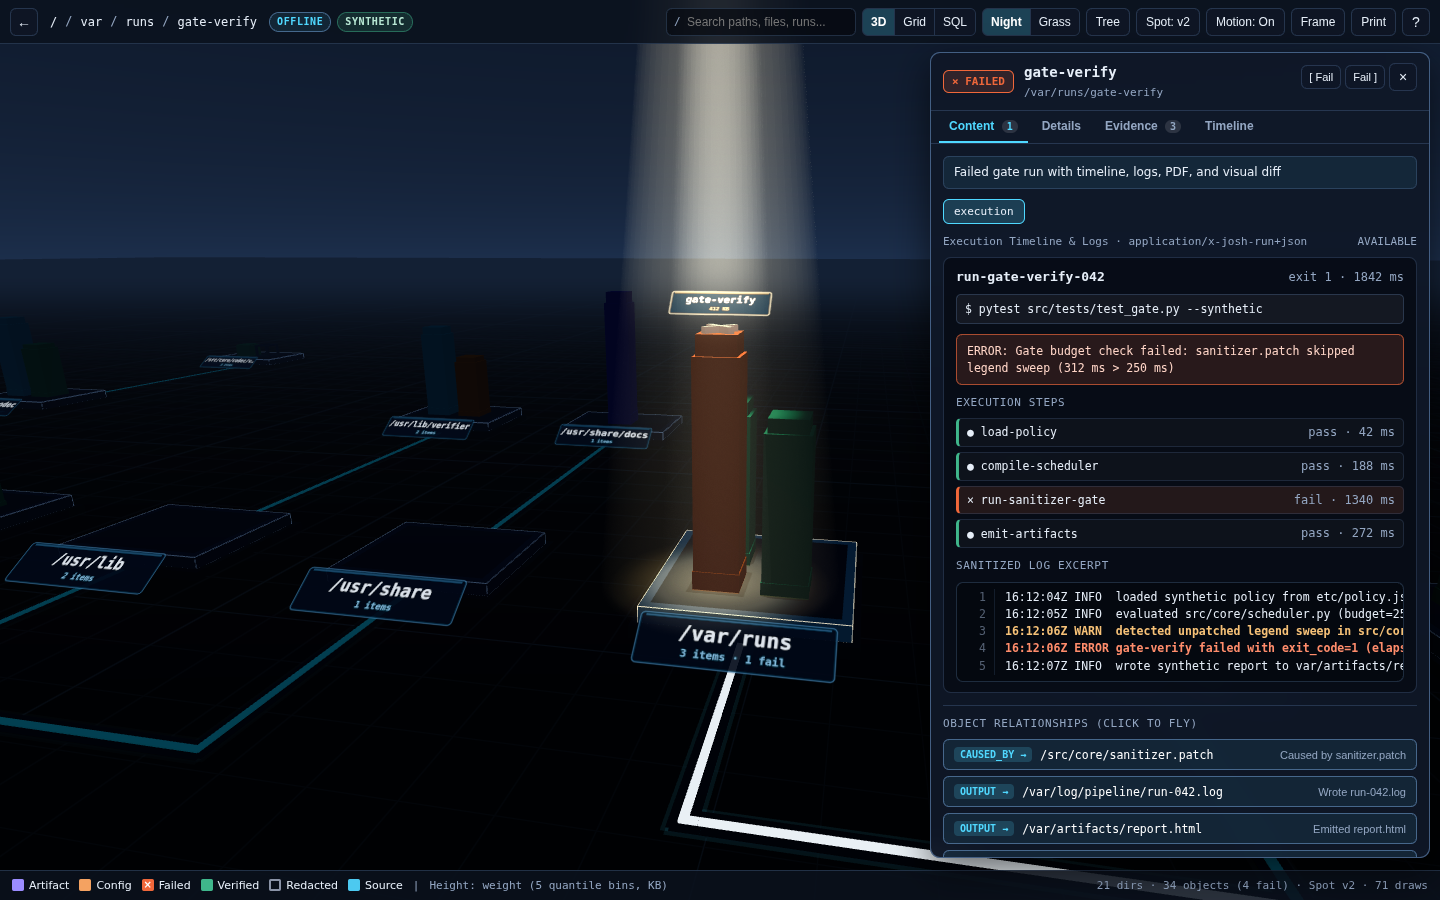 ←
/ / var / runs / gate-verify
OFFLINE
SYNTHETIC
/ Search paths, files, runs...
3D
Grid
SQL
Night
Grass
Tree
Spot: v2
Motion: On
Frame
Print
?
gate-verify
/usr/lib/verifier
2 items
/usr/share/docs
1 items
/usr/lib
2 items
/usr/share
1 items
/var/runs
3 items · 1 fail
× FAILED
gate-verify
/var/runs/gate-verify
[ Fail
Fail ]
×
Content 1
Details
Evidence 3
Timeline
Failed gate run with timeline, logs, PDF, and visual diff
execution
Execution Timeline & Logs · application/x-josh-run+json
AVAILABLE
run-gate-verify-042
exit 1 · 1842 ms
$ pytest src/tests/test_gate.py --synthetic
ERROR: Gate budget check failed: sanitizer.patch skipped
legend sweep (312 ms > 250 ms)
EXECUTION STEPS
● load-policy pass · 42 ms
● compile-scheduler pass · 188 ms
× run-sanitizer-gate fail · 1340 ms
● emit-artifacts pass · 272 ms
SANITIZED LOG EXCERPT
1 16:12:04Z INFO loaded synthetic policy from etc/policy.js
2 16:12:05Z INFO evaluated src/core/scheduler.py (budget=25
3 16:12:06Z WARN detected unpatched legend sweep in src/cor
4 16:12:06Z ERROR gate-verify failed with exit_code=1 (elaps
5 16:12:07Z INFO wrote synthetic report to var/artifacts/re
OBJECT RELATIONSHIPS (CLICK TO FLY)
CAUSED_BY → /src/core/sanitizer.patch Caused by sanitizer.patch
OUTPUT → /var/log/pipeline/run-042.log Wrote run-042.log
OUTPUT → /var/artifacts/report.html Emitted report.html
Artifact
Config
× Failed
Verified
Redacted
Source
| Height: weight (5 quantile bins, KB)
21 dirs · 34 objects (4 fail) · Spot v2 · 71 draws